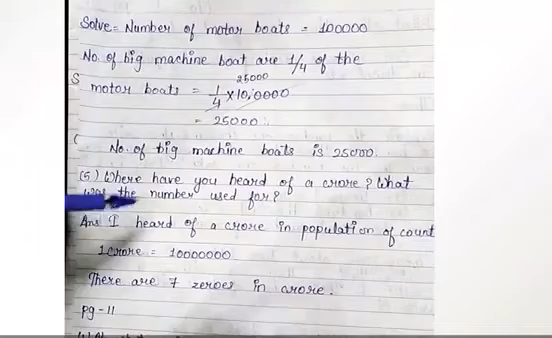 Solve = Number of motor boats = 100000
No. of big machine boat are 1/4 of the
S motor boats = 1/4 × 10,0000
25000
= 25000
No. of big machine boats is 25000.
(5) Where have you heard of a crore? What
was the number used for?
Ans I heard of a crore in population of count
1 crore = 10000000
There are 7 zeroes in crore.
Pg - 11